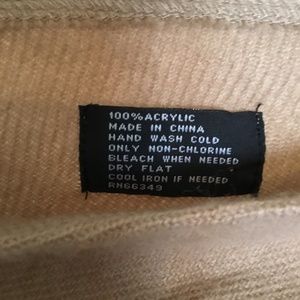 100%ACRYLIC
MADE IN CHINA
HAND WASH COLD
ONLY NON-CHLORINE
BLEACH WHEN NEEDED
DRY FLAT
COOL IRON IF NEEDED
RN66349